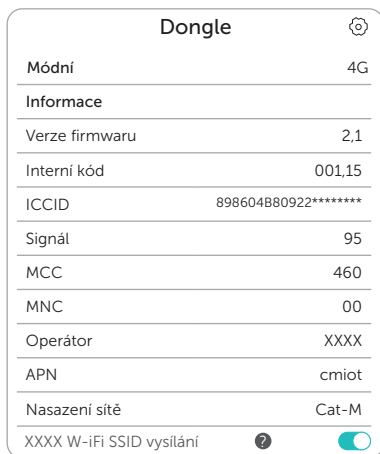 Dongle
Módní 4G
Informace
Verze firmwaru 2,1
Interní kód 001,15
ICCID 898604B80922********
Signál 95
MCC 460
MNC 00
Operátor XXXX
APN cmiot
Nasazení sítě Cat-M
XXXX W-iFi SSID vysílání ?